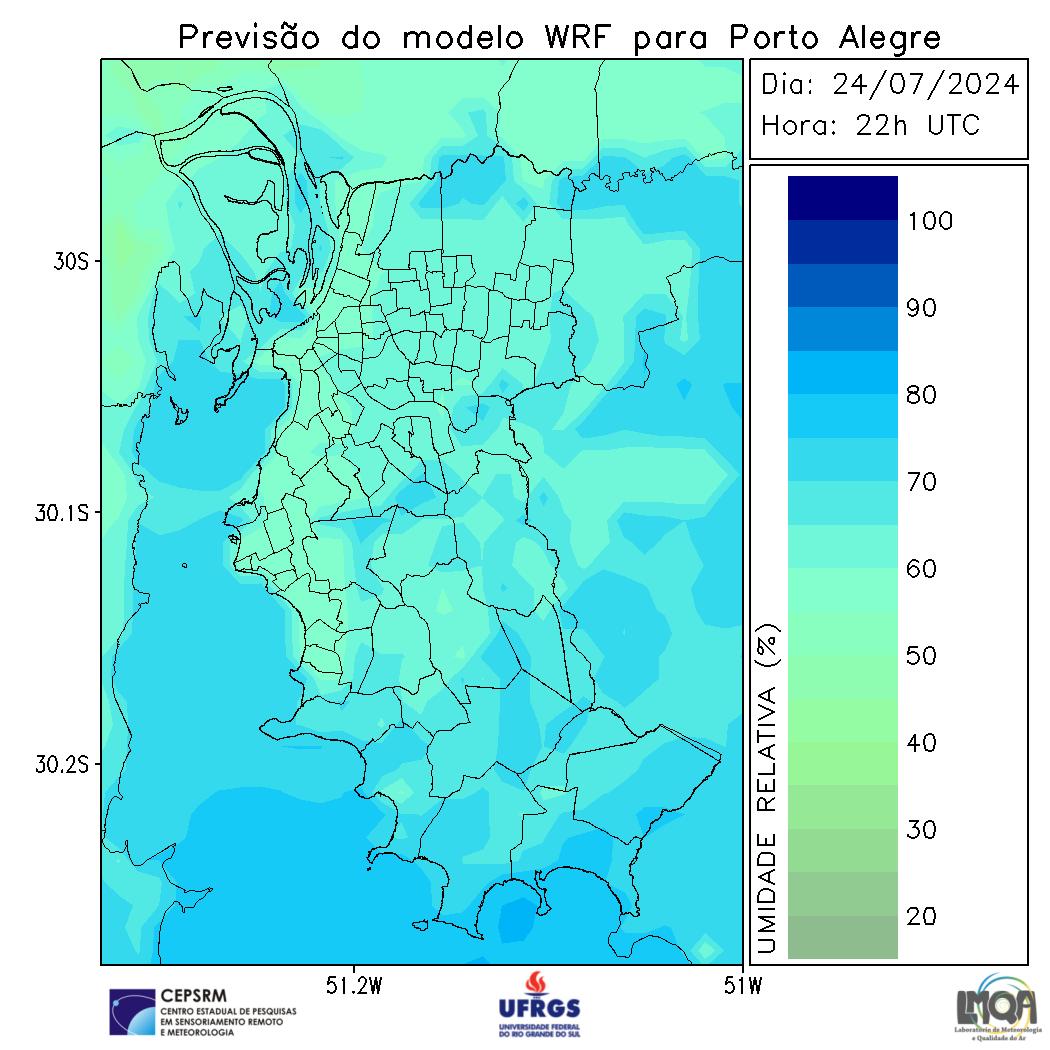 Previsão do modelo WRF para Porto Alegre
Dia: 24/07/2024
Hora: 22h UTC
100
90
80
70
60
50
40
30
20
UMIDADE RELATIVA (%)
30S
30.1S
30.2S
51.2W
51W
CEPSRM
CENTRO ESTADUAL DE PESQUISAS
EM SENSORIAMENTO REMOTO
E METEOROLOGIA
UFRGS
UNIVERSIDADE FEDERAL
DO RIO GRANDE DO SUL
LMQA
Laboratório de Meteorologia
e Qualidade do Ar